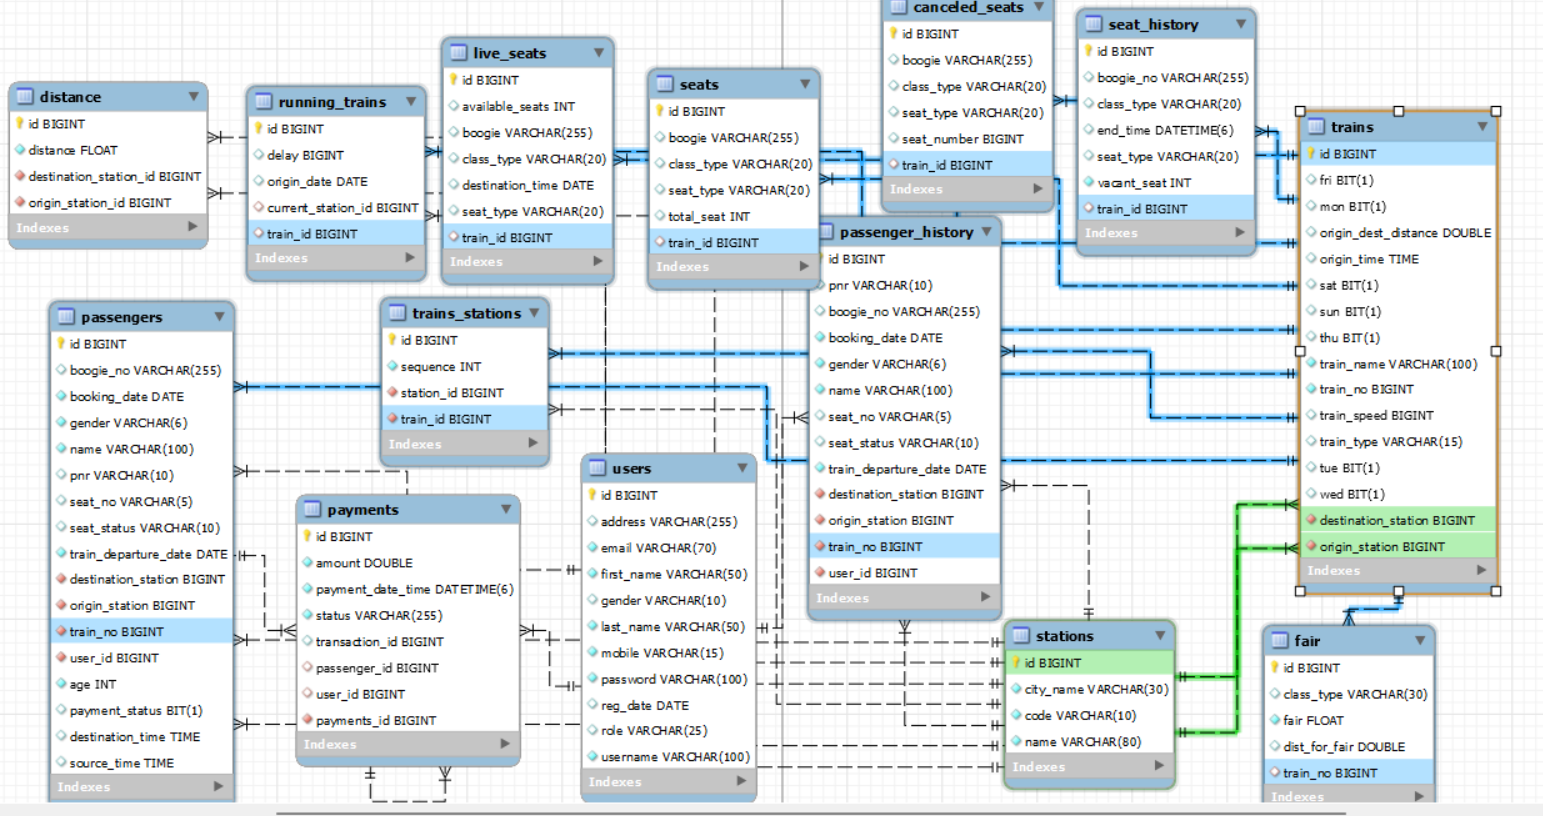 distance
id BIGINT
distance FLOAT
destination_station_id BIGINT
origin_station_id BIGINT
Indexes
running_trains
id BIGINT
delay BIGINT
origin_date DATE
current_station_id BIGINT
train_id BIGINT
Indexes
live_seats
id BIGINT
available_seats INT
boogie VARCHAR(255)
class_type VARCHAR(20)
destination_time DATE
seat_type VARCHAR(20)
train_id BIGINT
Indexes
seats
id BIGINT
boogie VARCHAR(255)
class_type VARCHAR(20)
seat_type VARCHAR(20)
total_seat INT
train_id BIGINT
Indexes
canceled_seats
id BIGINT
boogie VARCHAR(255)
class_type VARCHAR(20)
seat_type VARCHAR(20)
seat_number BIGINT
train_id BIGINT
Indexes
seat_history
id BIGINT
boogie_no VARCHAR(255)
class_type VARCHAR(20)
end_time DATETIME(6)
seat_type VARCHAR(20)
vacant_seat INT
train_id BIGINT
Indexes
trains
id BIGINT
fri BIT(1)
mon BIT(1)
origin_dest_distance DOUBLE
origin_time TIME
sat BIT(1)
sun BIT(1)
thu BIT(1)
train_name VARCHAR(100)
train_no BIGINT
train_speed BIGINT
train_type VARCHAR(15)
tue BIT(1)
wed BIT(1)
destination_station BIGINT
origin_station BIGINT
Indexes
passengers
id BIGINT
boogie_no VARCHAR(255)
booking_date DATE
gender VARCHAR(6)
name VARCHAR(100)
pnr VARCHAR(10)
seat_no VARCHAR(5)
seat_status VARCHAR(10)
train_departure_date DATE
destination_station BIGINT
origin_station BIGINT
train_no BIGINT
user_id BIGINT
age INT
payment_status BIT(1)
destination_time TIME
source_time TIME
Indexes
trains_stations
id BIGINT
sequence INT
station_id BIGINT
train_id BIGINT
Indexes
passenger_history
id BIGINT
pnr VARCHAR(10)
boogie_no VARCHAR(255)
booking_date DATE
gender VARCHAR(6)
name VARCHAR(100)
seat_no VARCHAR(5)
seat_status VARCHAR(10)
train_departure_date DATE
destination_station BIGINT
origin_station BIGINT
train_no BIGINT
user_id BIGINT
Indexes
payments
id BIGINT
amount DOUBLE
payment_date_time DATETIME(6)
status VARCHAR(255)
transaction_id BIGINT
passenger_id BIGINT
user_id BIGINT
payments_id BIGINT
Indexes
users
id BIGINT
address VARCHAR(255)
email VARCHAR(70)
first_name VARCHAR(50)
gender VARCHAR(10)
last_name VARCHAR(50)
mobile VARCHAR(15)
password VARCHAR(100)
reg_date DATE
role VARCHAR(25)
username VARCHAR(100)
Indexes
stations
id BIGINT
city_name VARCHAR(30)
code VARCHAR(10)
name VARCHAR(80)
Indexes
fair
id BIGINT
class_type VARCHAR(30)
fair FLOAT
dist_for_fair DOUBLE
train_no BIGINT
Indexes